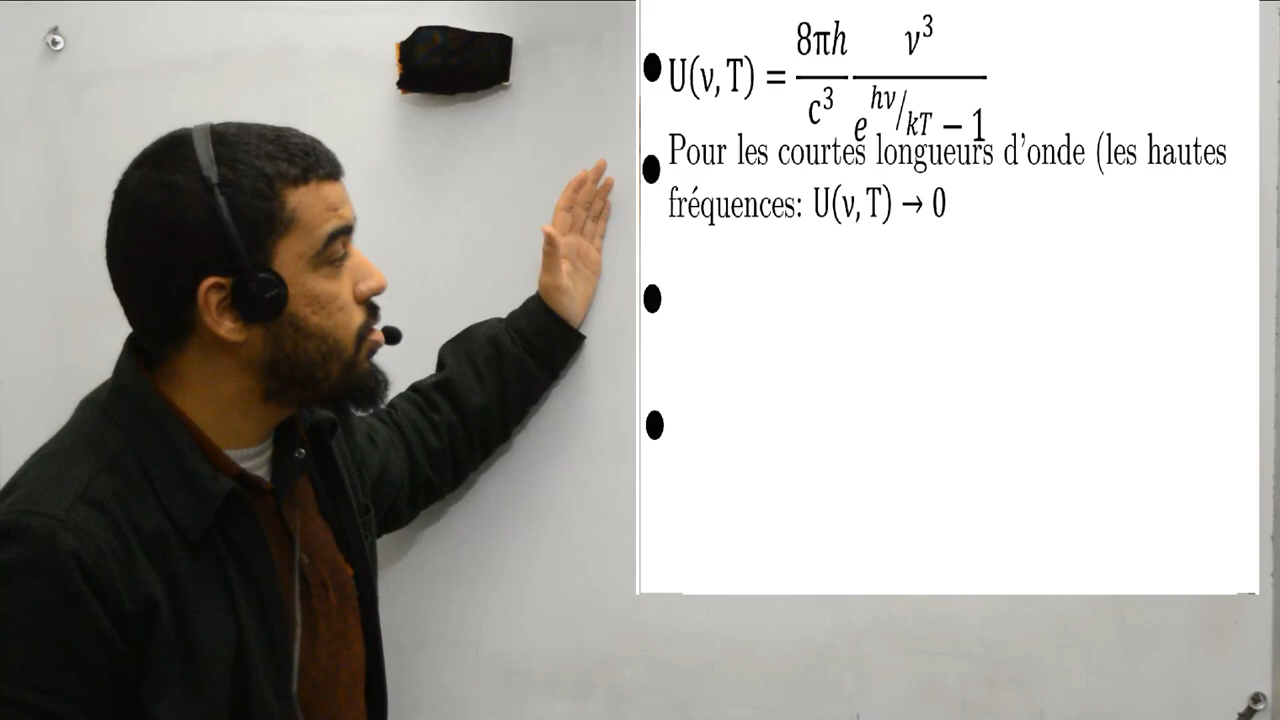 U(ν, T) = 8πh/c³ ν³/(e^(hν/kT) − 1)
Pour les courtes longueurs d'onde (les hautes
fréquences: U(ν, T) → 0